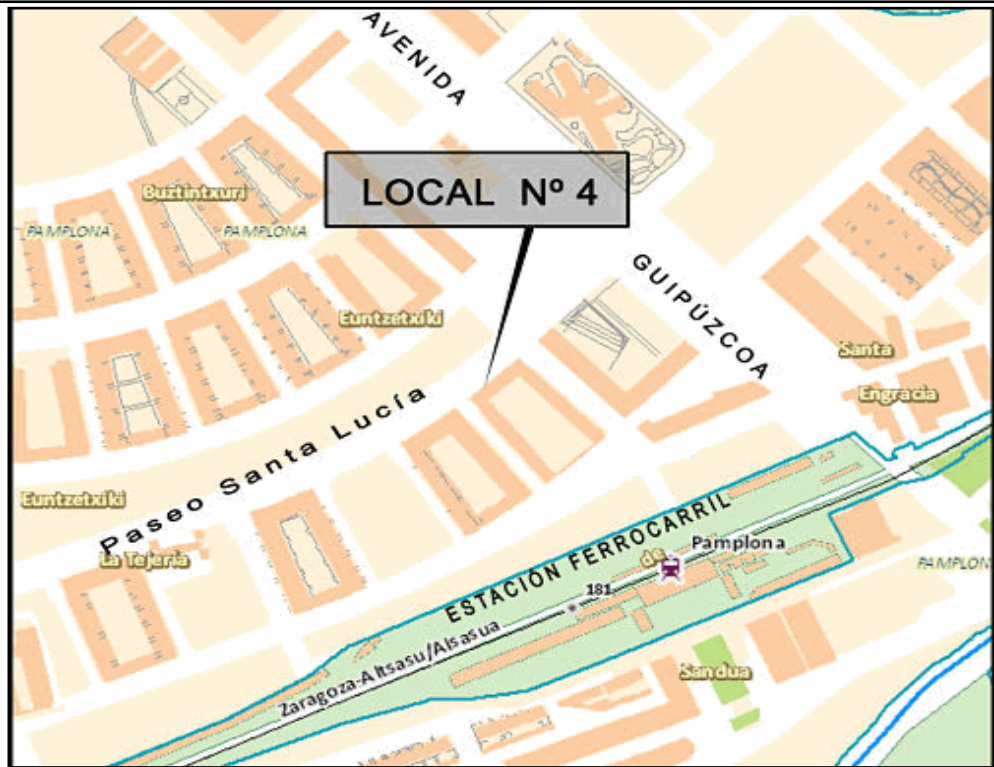 AVENIDA
LOCAL Nº 4
Buztintxuri
PAMPLONA
PAMPLONA
GUIPÚZCOA
Euntzetxiki
Santa
Engracia
Paseo Santa Lucía
Euntzetxiki
La Tejería
ESTACIÓN FERROCARRIL
de
Pamplona
181
PAMPLON
Zaragoza-Altsasu/Alsasua
Sandua